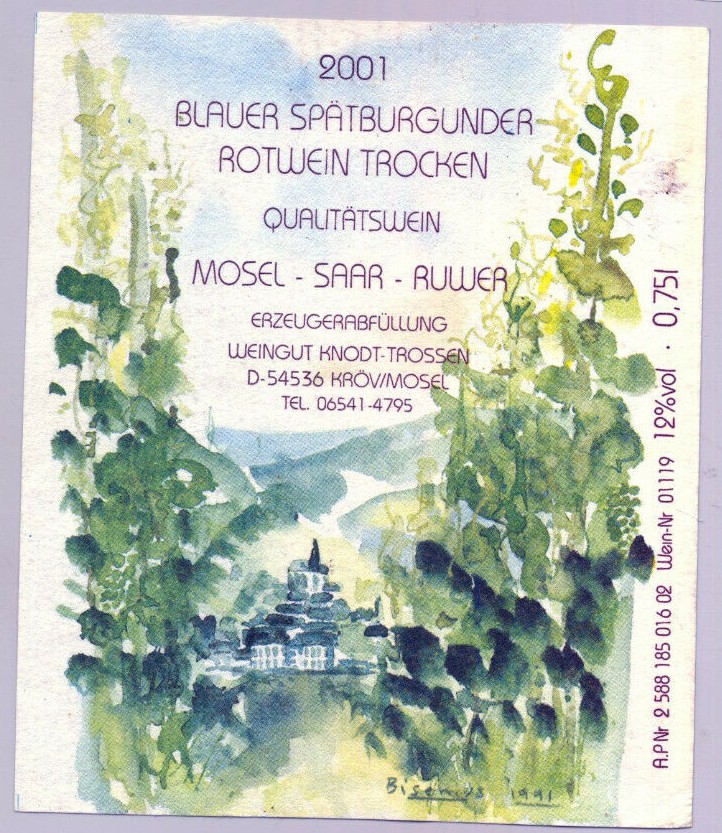 2001
BLAUER SPÄTBURGUNDER
ROTWEIN TROCKEN
QUALITÄTSWEIN
MOSEL - SAAR - RUWER
ERZEUGERABFÜLLUNG
WEINGUT KNODT-TROSSEN
D-54536 KRÖV/MOSEL
TEL. 06541-4795
A.P.Nr 2 588 185 016 02 Wein-Nr 01119 12%vol · 0,75l
1991